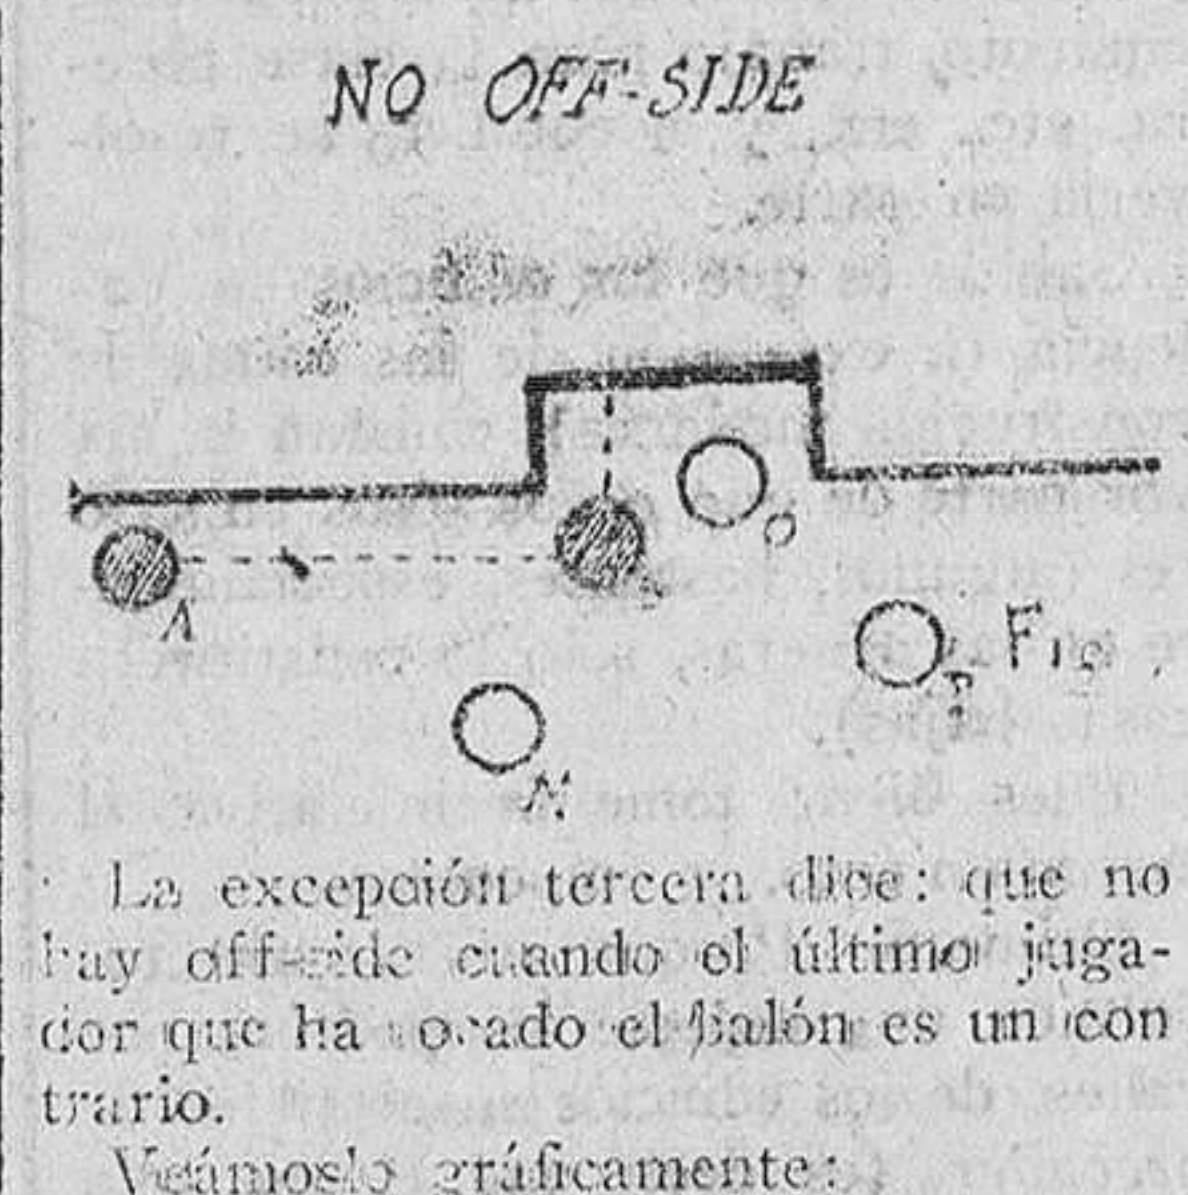 NO OFF-SIDE
O
A
Fig.
M
La excepción tercera dice: que no
hay off-side cuando el último juga-
dor que ha tocado el balón es un con
trario.
Veámoslo gráficamente: